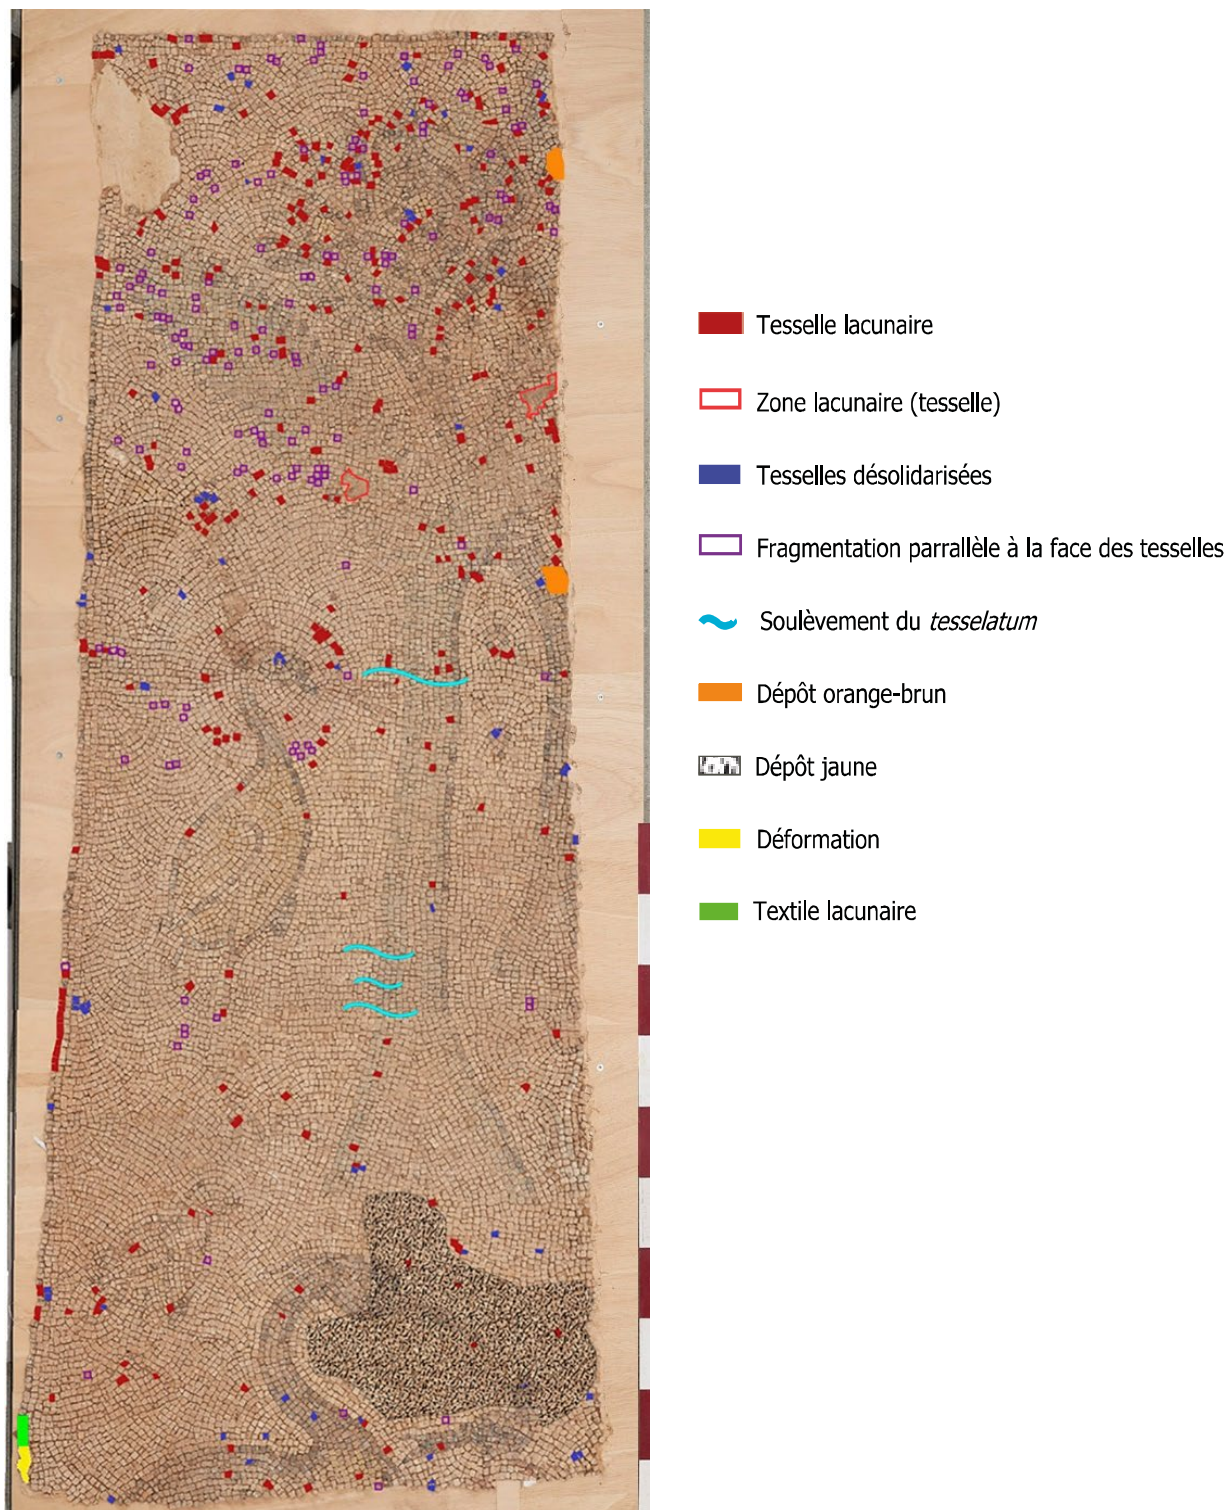 Tesselle lacunaire
Zone lacunaire (tesselle)
Tesselles désolidarisées
Fragmentation parrallèle à la face des tesselles
Soulèvement du tesselatum
Dépôt orange-brun
Dépôt jaune
Déformation
Textile lacunaire